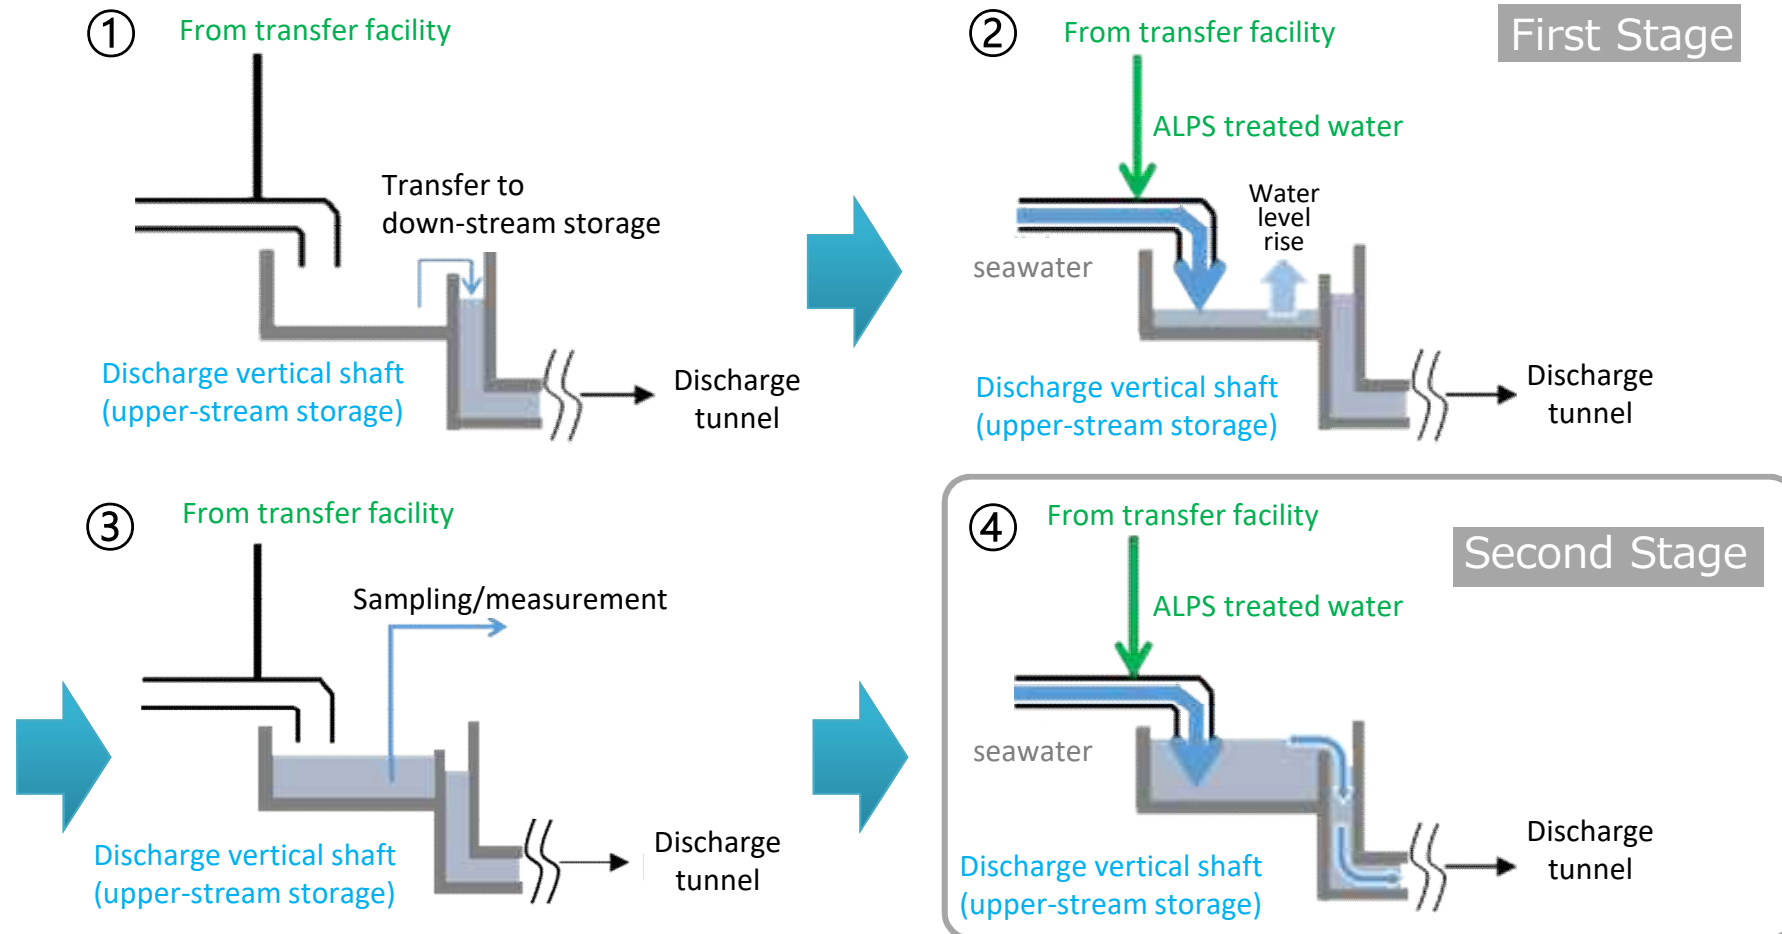 ①
From transfer facility
Transfer to
down-stream storage
Discharge vertical shaft
(upper-stream storage)
Discharge
tunnel
②
From transfer facility
First Stage
ALPS treated water
Water
level
rise
seawater
Discharge vertical shaft
(upper-stream storage)
Discharge
tunnel
③
From transfer facility
Sampling/measurement
Discharge vertical shaft
(upper-stream storage)
Discharge
tunnel
④
From transfer facility
Second Stage
ALPS treated water
seawater
Discharge vertical shaft
(upper-stream storage)
Discharge
tunnel